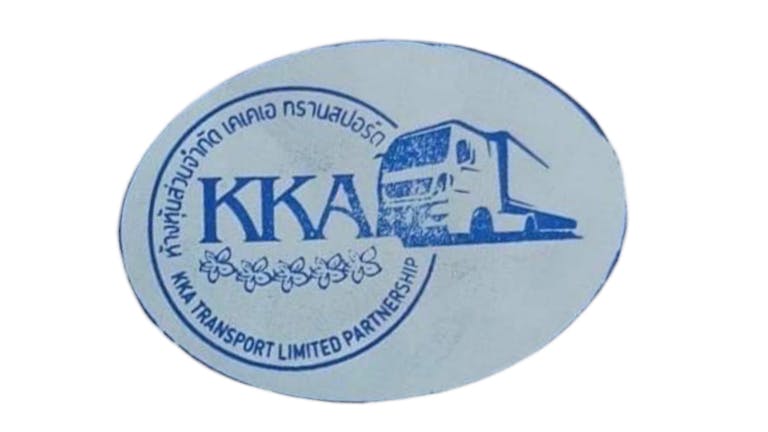 ห้างหุ้นส่วนจำกัด เคเคเอ ทรานสปอร์ต
KKA
KKA TRANSPORT LIMITED PARTNERSHIP